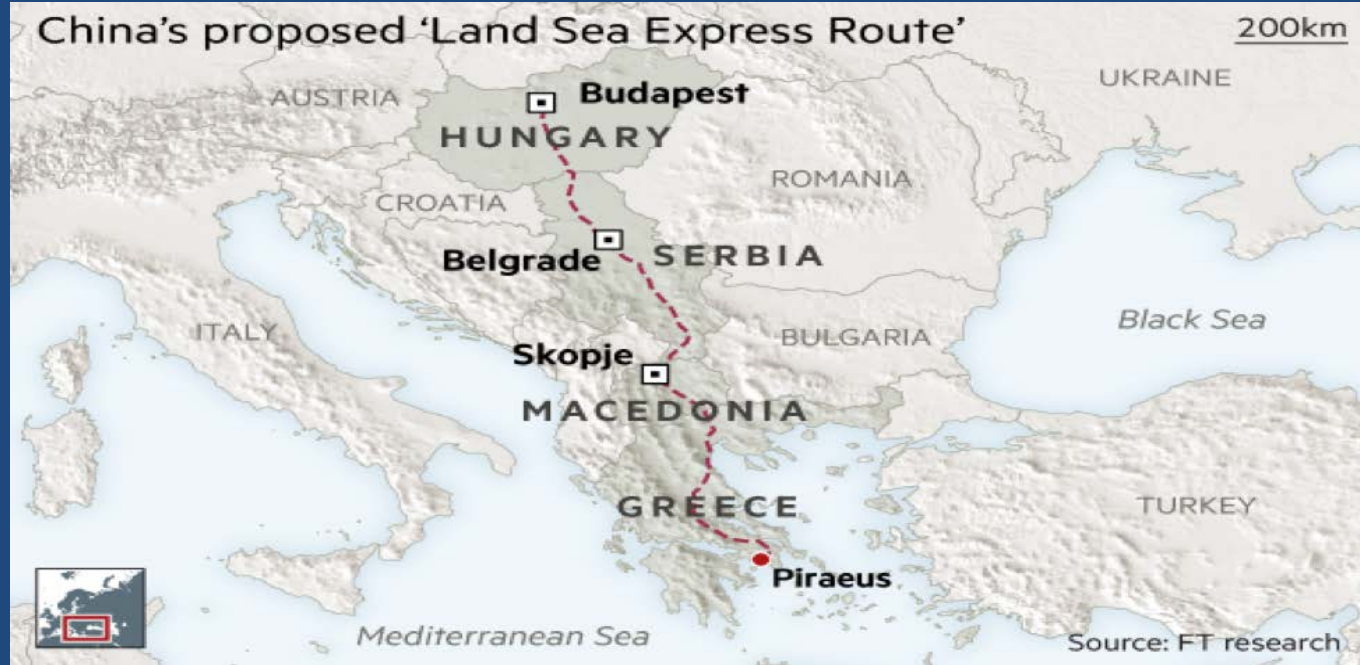 China's proposed ‘Land Sea Express Route’
200km
UKRAINE
AUSTRIA
Budapest
HUNGARY
ROMANIA
CROATIA
Belgrade
SERBIA
ITALY
Black Sea
BULGARIA
Skopje
MACEDONIA
GREECE
TURKEY
Piraeus
Mediterranean Sea
Source: FT research